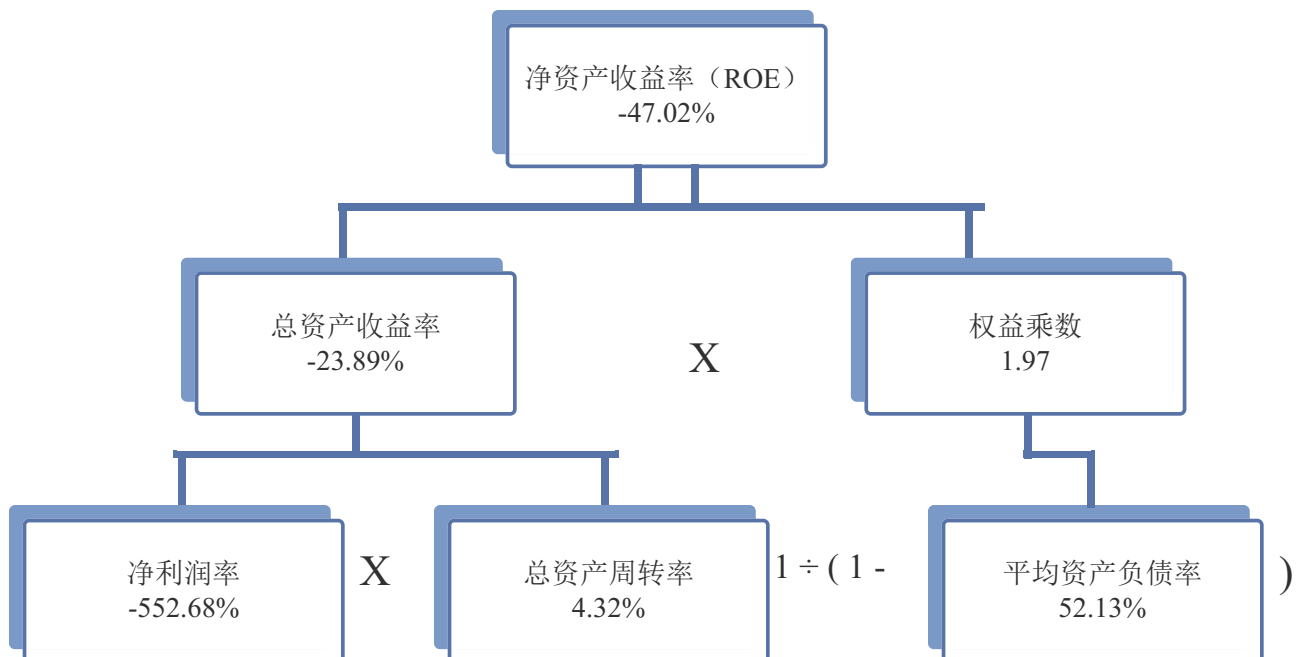 净资产收益率（ROE）
-47.02%
总资产收益率
-23.89%
X
权益乘数
1.97
净利润率
-552.68%
X
总资产周转率
4.32%
1 ÷ ( 1 -
平均资产负债率
52.13%
)